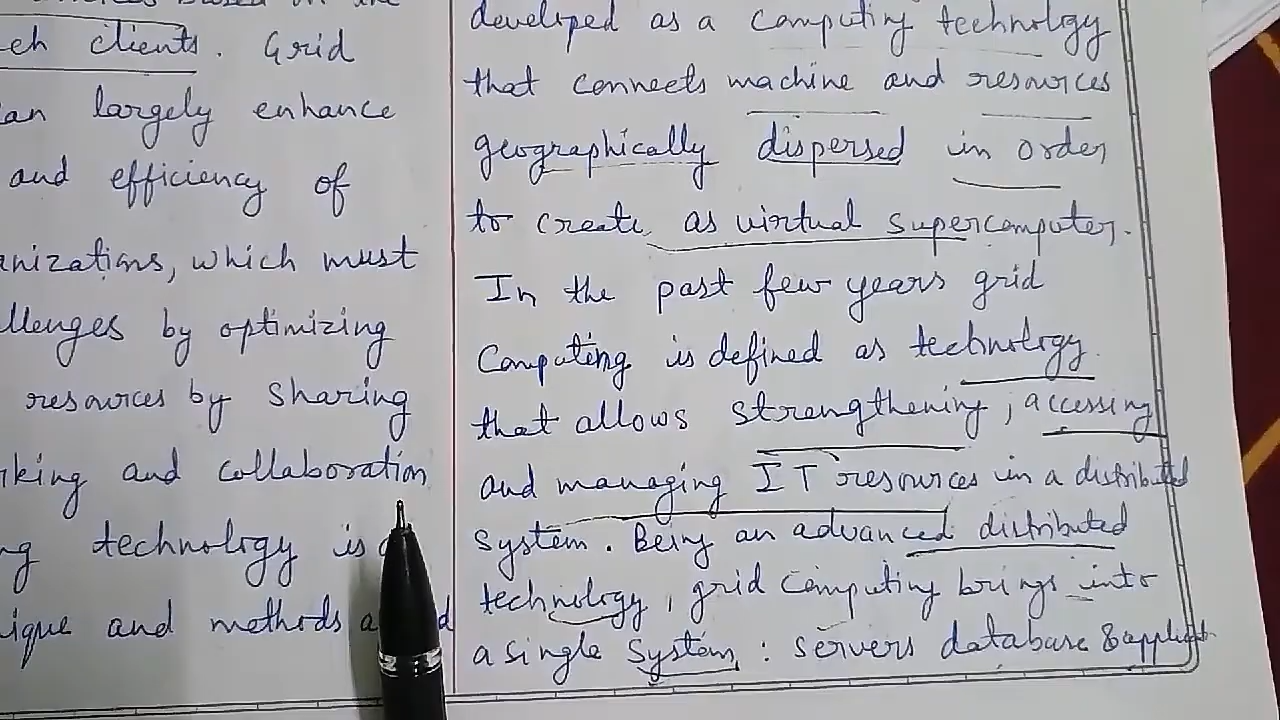 ch clients. Grid
an largely enhance
and efficiency of
anizations, which must
llenges by optimizing
resources by sharing
rking and collaboration
ng technology is
ique and methods
developed as a computing technology
that connects machine and resources
geographically dispersed in order
to create as virtual supercomputer.
In the past few years grid
Computing is defined as technology
that allows strengthening, accessing
and managing IT resources in a distributed
system. Being an advanced distributed
technology, grid computing brings into
a single system : servers database & applicat